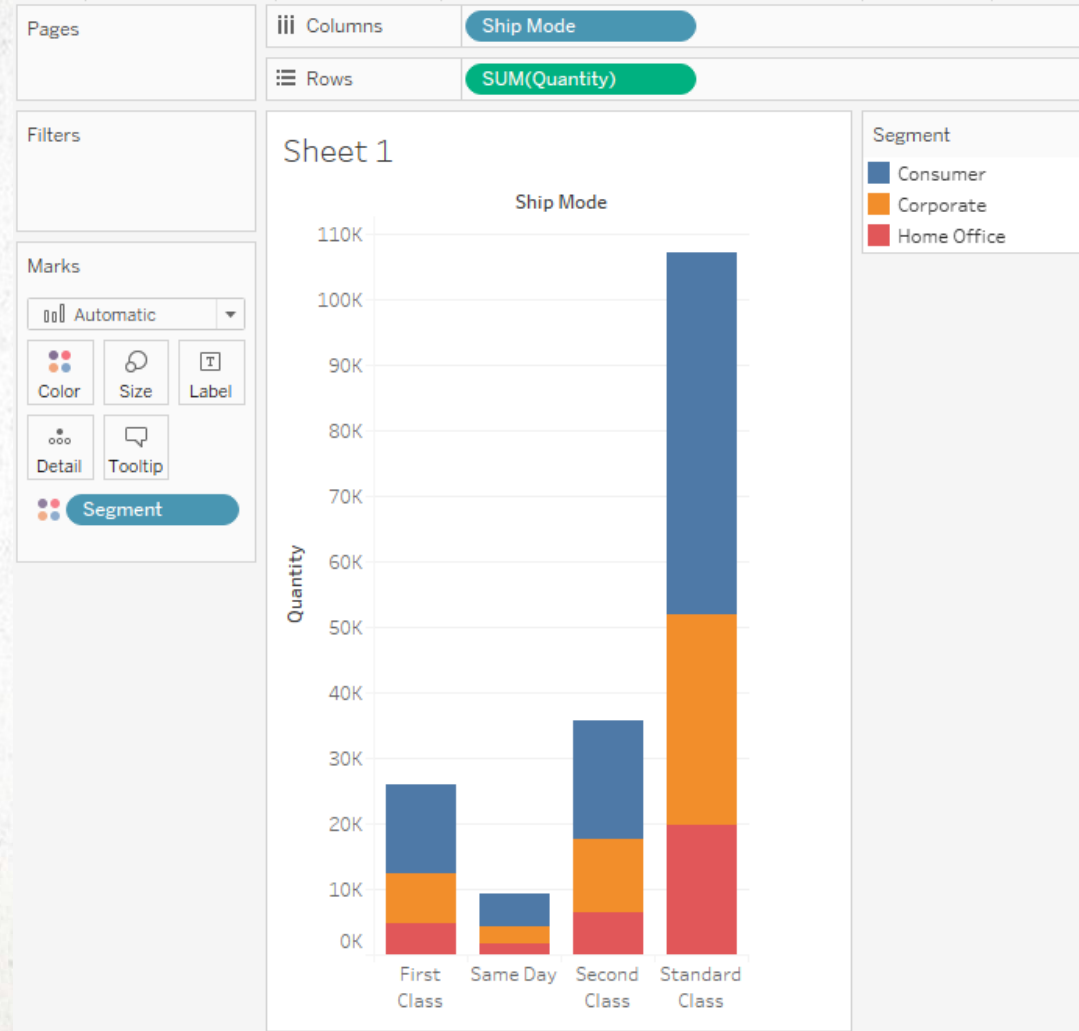 Pages
Columns
Ship Mode
Rows
SUM(Quantity)
Filters
Marks
Automatic
Color
Size
Label
Detail
Tooltip
Segment
Sheet 1
Ship Mode
110K
100K
90K
80K
70K
60K
50K
40K
30K
20K
10K
0K
Quantity
First
Class
Same Day
Second
Class
Standard
Class
Segment
Consumer
Corporate
Home Office